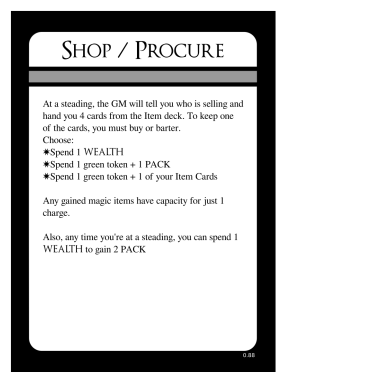 SHOP / PROCURE
At a steading, the GM will tell you who is selling and
hand you 4 cards from the Item deck. To keep one
of the cards, you must buy or barter.
Choose:
✷Spend 1 WEALTH
✷Spend 1 green token + 1 PACK
✷Spend 1 green token + 1 of your Item Cards
Any gained magic items have capacity for just 1
charge.
Also, any time you're at a steading, you can spend 1
WEALTH to gain 2 PACK
0.88